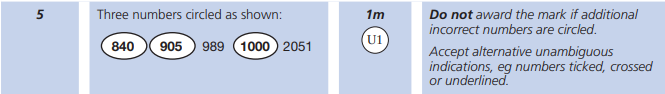 5
Three numbers circled as shown:
840 905 989 1000 2051
1m
U1
Do not award the mark if additional
incorrect numbers are circled.
Accept alternative unambiguous
indications, eg numbers ticked, crossed
or underlined.